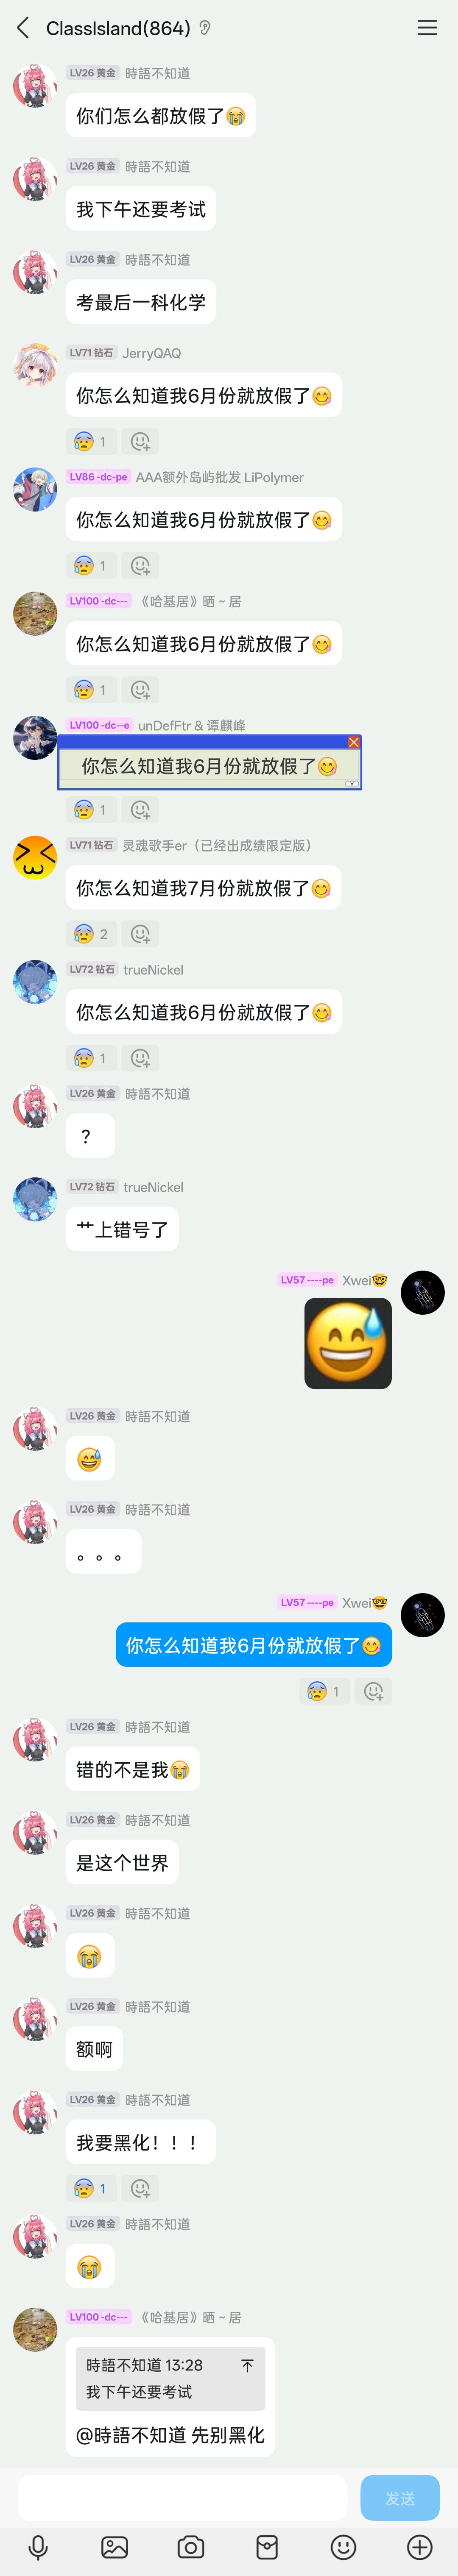 ClassIsland(864)
LV26 黄金 時語不知道
你们怎么都放假了😭
LV26 黄金 時語不知道
我下午还要考试
LV26 黄金 時語不知道
考最后一科化学
LV71 钻石 JerryQAQ
你怎么知道我6月份就放假了😋
😰 1
LV86 -dc-pe AAA额外岛屿批发 LiPolymer
你怎么知道我6月份就放假了😋
😰 1
LV100 -dc--- 《哈基居》晒 ~ 居
你怎么知道我6月份就放假了😋
😰 1
LV100 -dc--e unDefFtr & 谭麒峰
你怎么知道我6月份就放假了😋
😰 1
LV71 钻石 灵魂歌手er（已经出成绩限定版）
你怎么知道我7月份就放假了😋
😰 2
LV72 钻石 trueNickel
你怎么知道我6月份就放假了😋
😰 1
LV26 黄金 時語不知道
？
LV72 钻石 trueNickel
艹上错号了
LV57 ----pe Xwei🤓
LV26 黄金 時語不知道
😅
LV26 黄金 時語不知道
。。。
LV57 ----pe Xwei🤓
你怎么知道我6月份就放假了😋
😰 1
LV26 黄金 時語不知道
错的不是我😭
LV26 黄金 時語不知道
是这个世界
LV26 黄金 時語不知道
😭
LV26 黄金 時語不知道
额啊
LV26 黄金 時語不知道
我要黑化！！！
😰 1
LV26 黄金 時語不知道
😭
LV100 -dc--- 《哈基居》晒 ~ 居
時語不知道 13:28
我下午还要考试
@時語不知道 先别黑化
发送